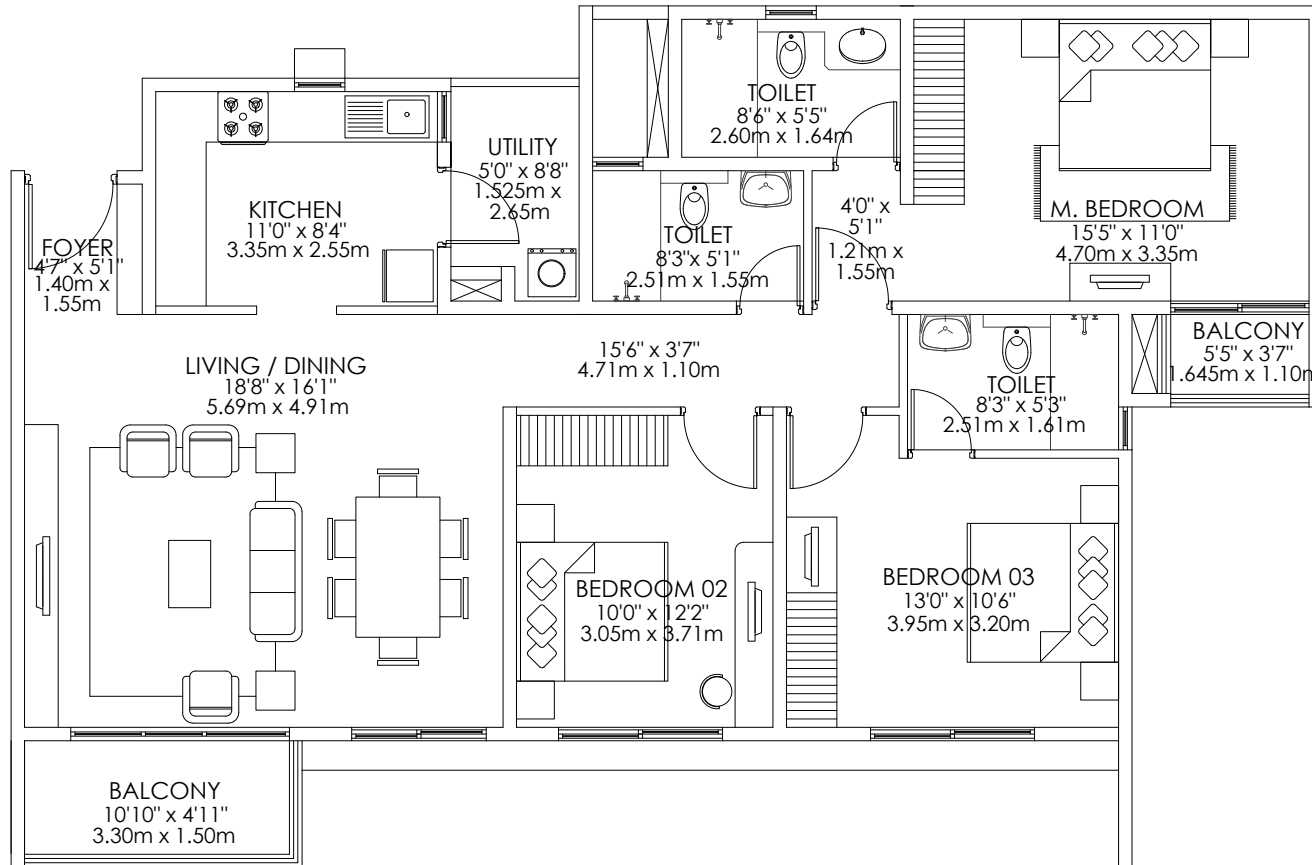 TOILET
8'6" x 5'5"
2.60m x 1.64m
UTILITY
5'0" x 8'8"
1.525m x
2.65m
KITCHEN
11'0" x 8'4"
3.35m x 2.55m
FOYER
4'7" x 5'1"
1.40m x
1.55m
TOILET
8'3"x 5'1"
2.51m x 1.55m
4'0" x
5'1"
1.21m x
1.55m
M. BEDROOM
15'5" x 11'0"
4.70m x 3.35m
BALCONY
5'5" x 3'7"
1.645m x 1.10m
LIVING / DINING
18'8" x 16'1"
5.69m x 4.91m
15'6" x 3'7"
4.71m x 1.10m
TOILET
8'3" x 5'3"
2.51m x 1.61m
BEDROOM 02
10'0" x 12'2"
3.05m x 3.71m
BEDROOM 03
13'0" x 10'6"
3.95m x 3.20m
BALCONY
10'10" x 4'11"
3.30m x 1.50m